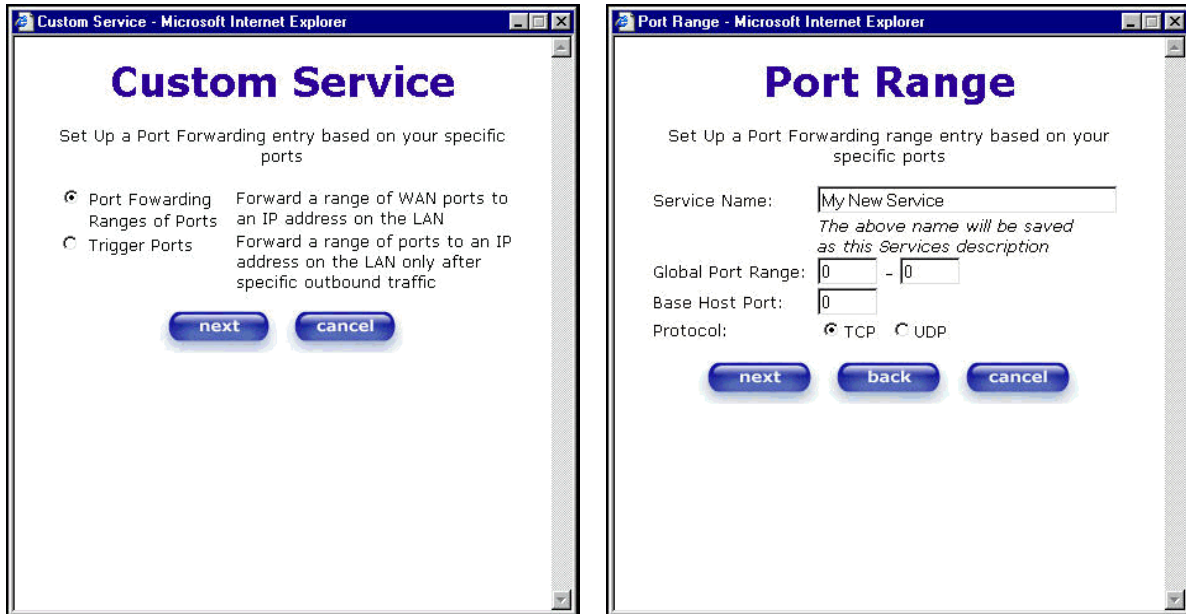 Custom Service - Microsoft Internet Explorer
Custom Service
Set Up a Port Forwarding entry based on your specific
ports
Port Fowarding
Ranges of Ports
Forward a range of WAN ports to
an IP address on the LAN
Trigger Ports
Forward a range of ports to an IP
address on the LAN only after
specific outbound traffic
next cancel
Port Range - Microsoft Internet Explorer
Port Range
Set Up a Port Forwarding range entry based on your
specific ports
Service Name: My New Service
The above name will be saved
as this Services description
Global Port Range: 0 - 0
Base Host Port: 0
Protocol: TCP UDP
next back cancel